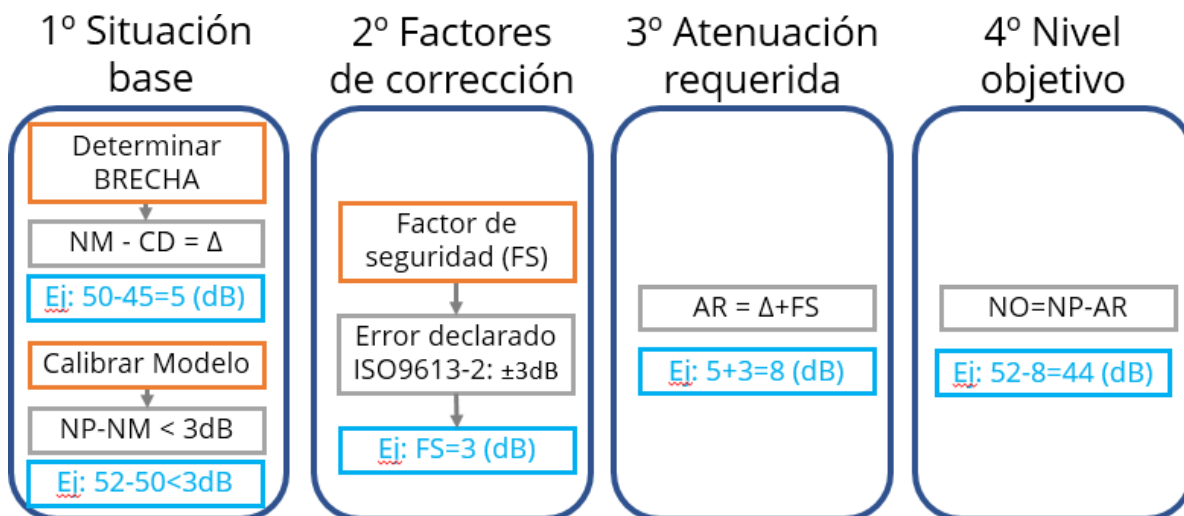 1º Situación
base
Determinar
BRECHA
NM - CD = Δ
Ej: 50-45=5 (dB)
Calibrar Modelo
NP-NM < 3dB
Ej: 52-50<3dB
2º Factores
de corrección
Factor de
seguridad (FS)
Error declarado
ISO9613-2: ±3dB
Ej: FS=3 (dB)
3º Atenuación
requerida
AR = Δ+FS
Ej: 5+3=8 (dB)
4º Nivel
objetivo
NO=NP-AR
Ej: 52-8=44 (dB)